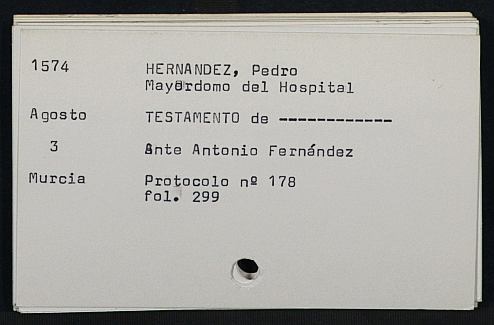 1574 HERNANDEZ, Pedro
Mayordomo del Hospital
Agosto TESTAMENTO de ------------
3 Ante Antonio Fernández
Murcia Protocolo nº 178
fol. 299